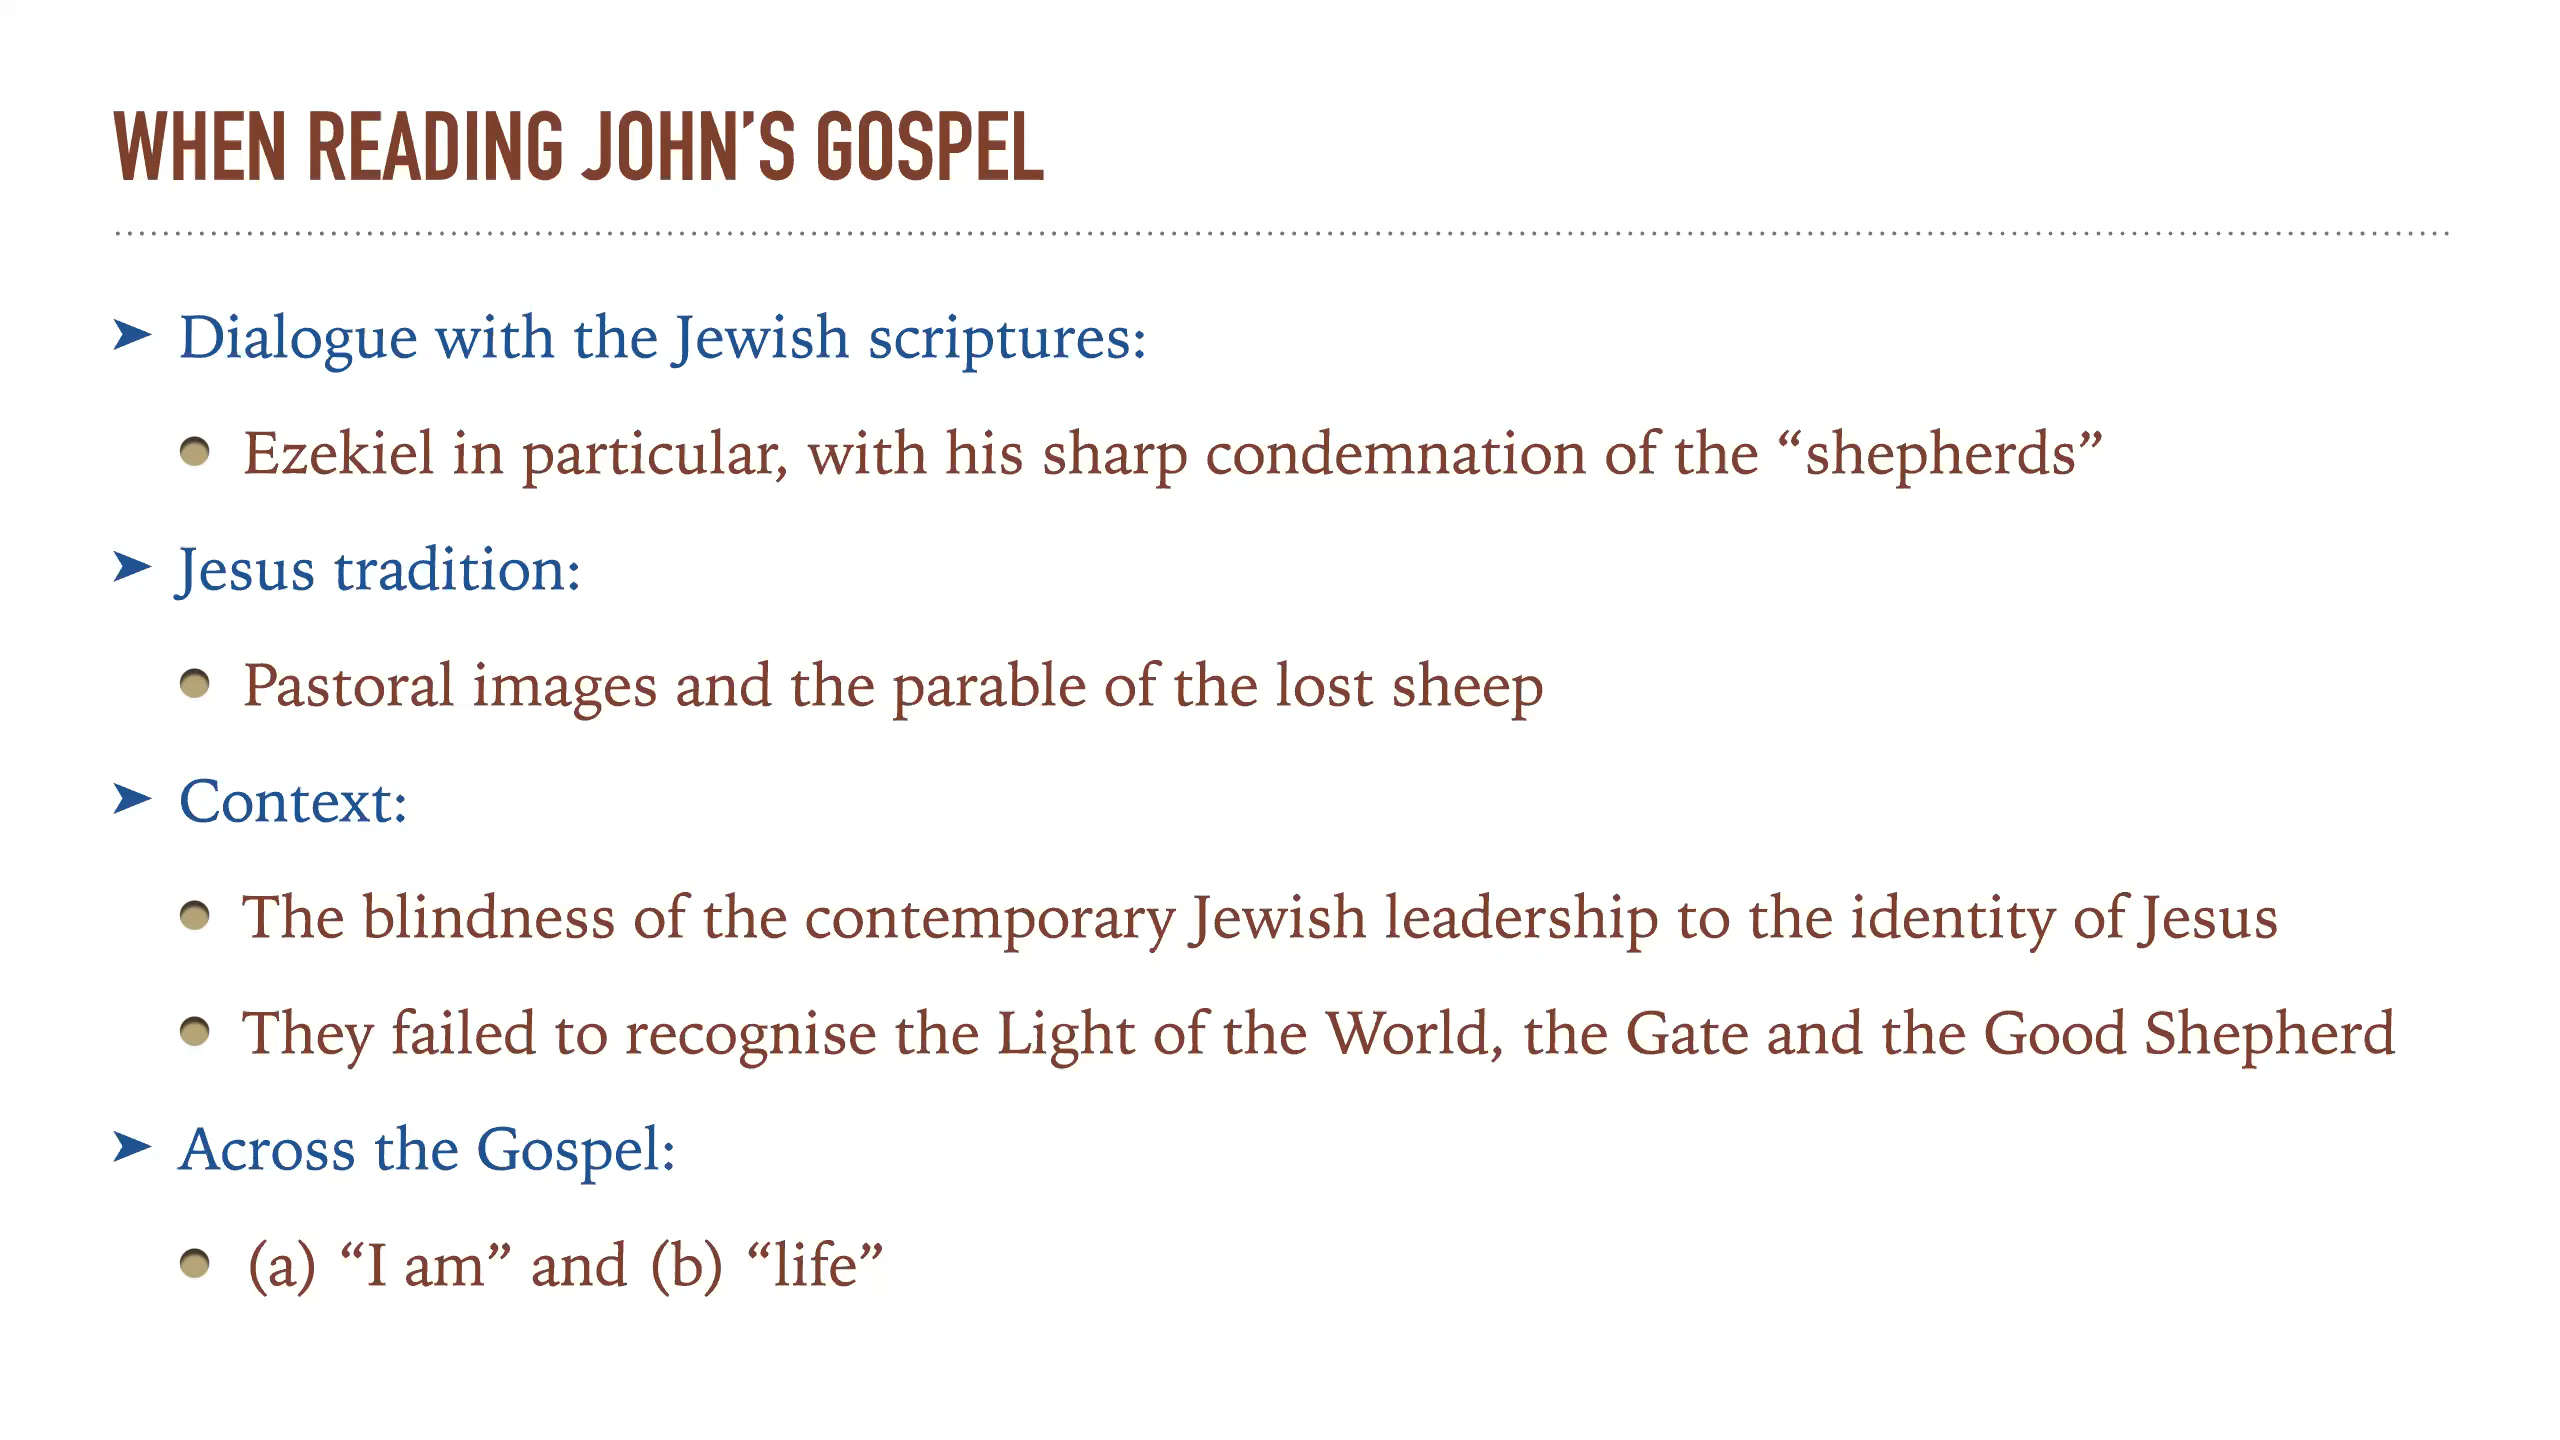 WHEN READING JOHN’S GOSPEL
➤ Dialogue with the Jewish scriptures:
● Ezekiel in particular, with his sharp condemnation of the “shepherds”
➤ Jesus tradition:
● Pastoral images and the parable of the lost sheep
➤ Context:
● The blindness of the contemporary Jewish leadership to the identity of Jesus
● They failed to recognise the Light of the World, the Gate and the Good Shepherd
➤ Across the Gospel:
● (a) “I am” and (b) “life”